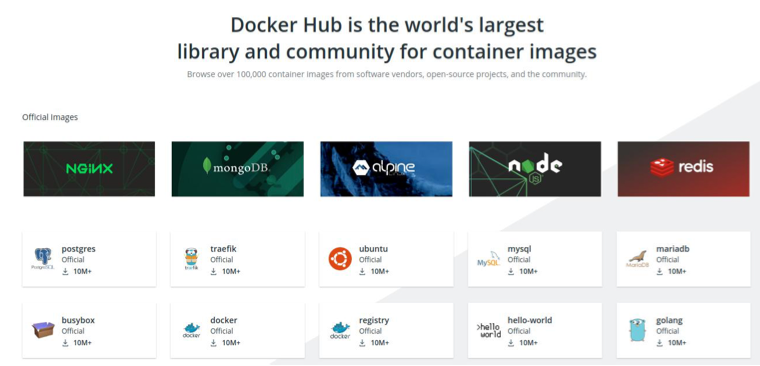 Docker Hub is the world's largest
library and community for container images
Browse over 100,000 container images from software vendors, open-source projects, and the community.
Official Images
NGINX
mongoDB.
alpine
node
JS
redis
PostgreSQL
postgres
Official
10M+
træfik
traefik
Official
10M+
ubuntu
Official
10M+
MySQL
mysql
Official
10M+
MariaDB
mariadb
Official
10M+
busybox
Official
10M+
docker
docker
Official
10M+
docker
registry
Official
10M+
>hello
world
hello-world
Official
10M+
golang
Official
10M+